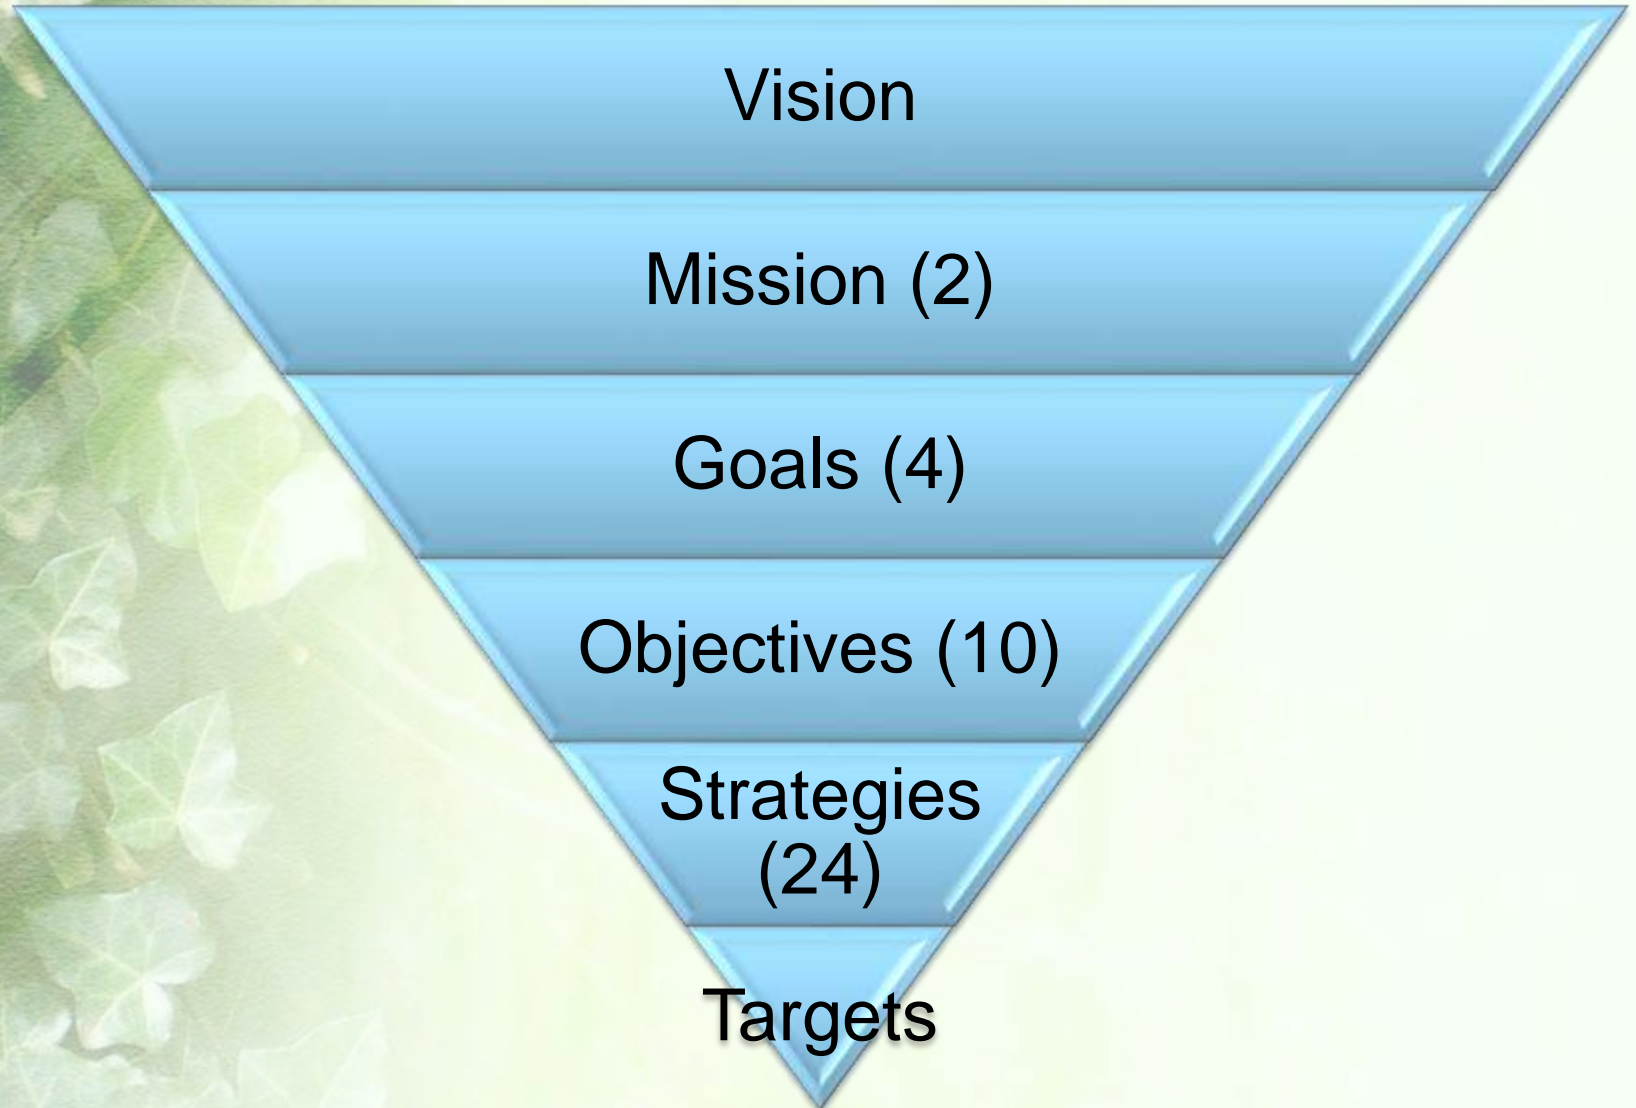 Vision
Mission (2)
Goals (4)
Objectives (10)
Strategies
(24)
Targets